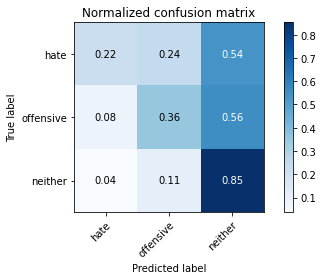 Normalized confusion matrix
True label
hate
0.22 0.24 0.54
offensive
0.08 0.36 0.56
neither
0.04 0.11 0.85
hate offensive neither
Predicted label
0.8
0.7
0.6
0.5
0.4
0.3
0.2
0.1